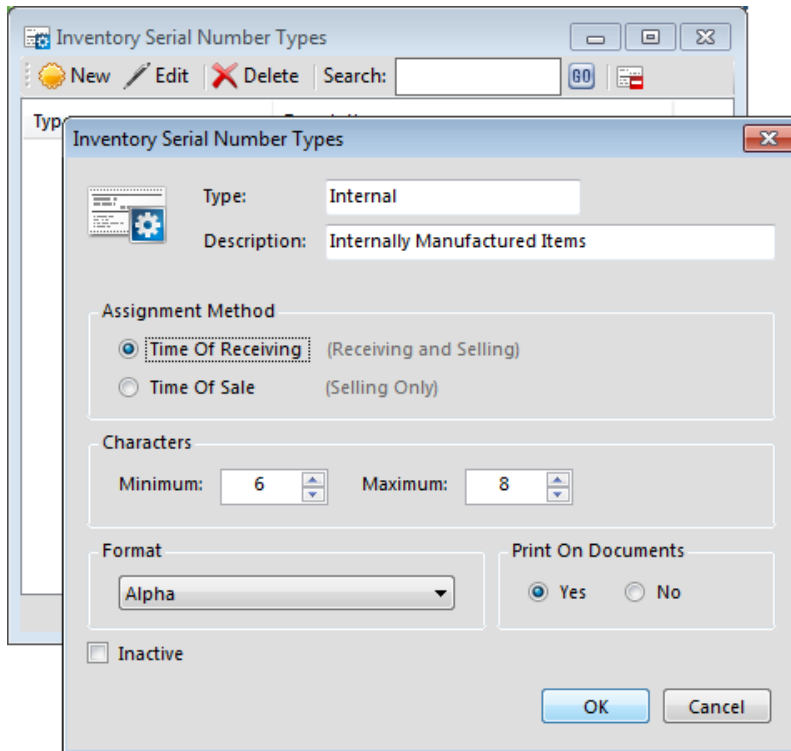 Inventory Serial Number Types
New Edit Delete Search: GO
Inventory Serial Number Types
Type: Internal
Description: Internally Manufactured Items
Assignment Method
Time Of Receiving (Receiving and Selling)
Time Of Sale (Selling Only)
Characters
Minimum: 6 Maximum: 8
Format Print On Documents
Alpha Yes No
Inactive
OK Cancel